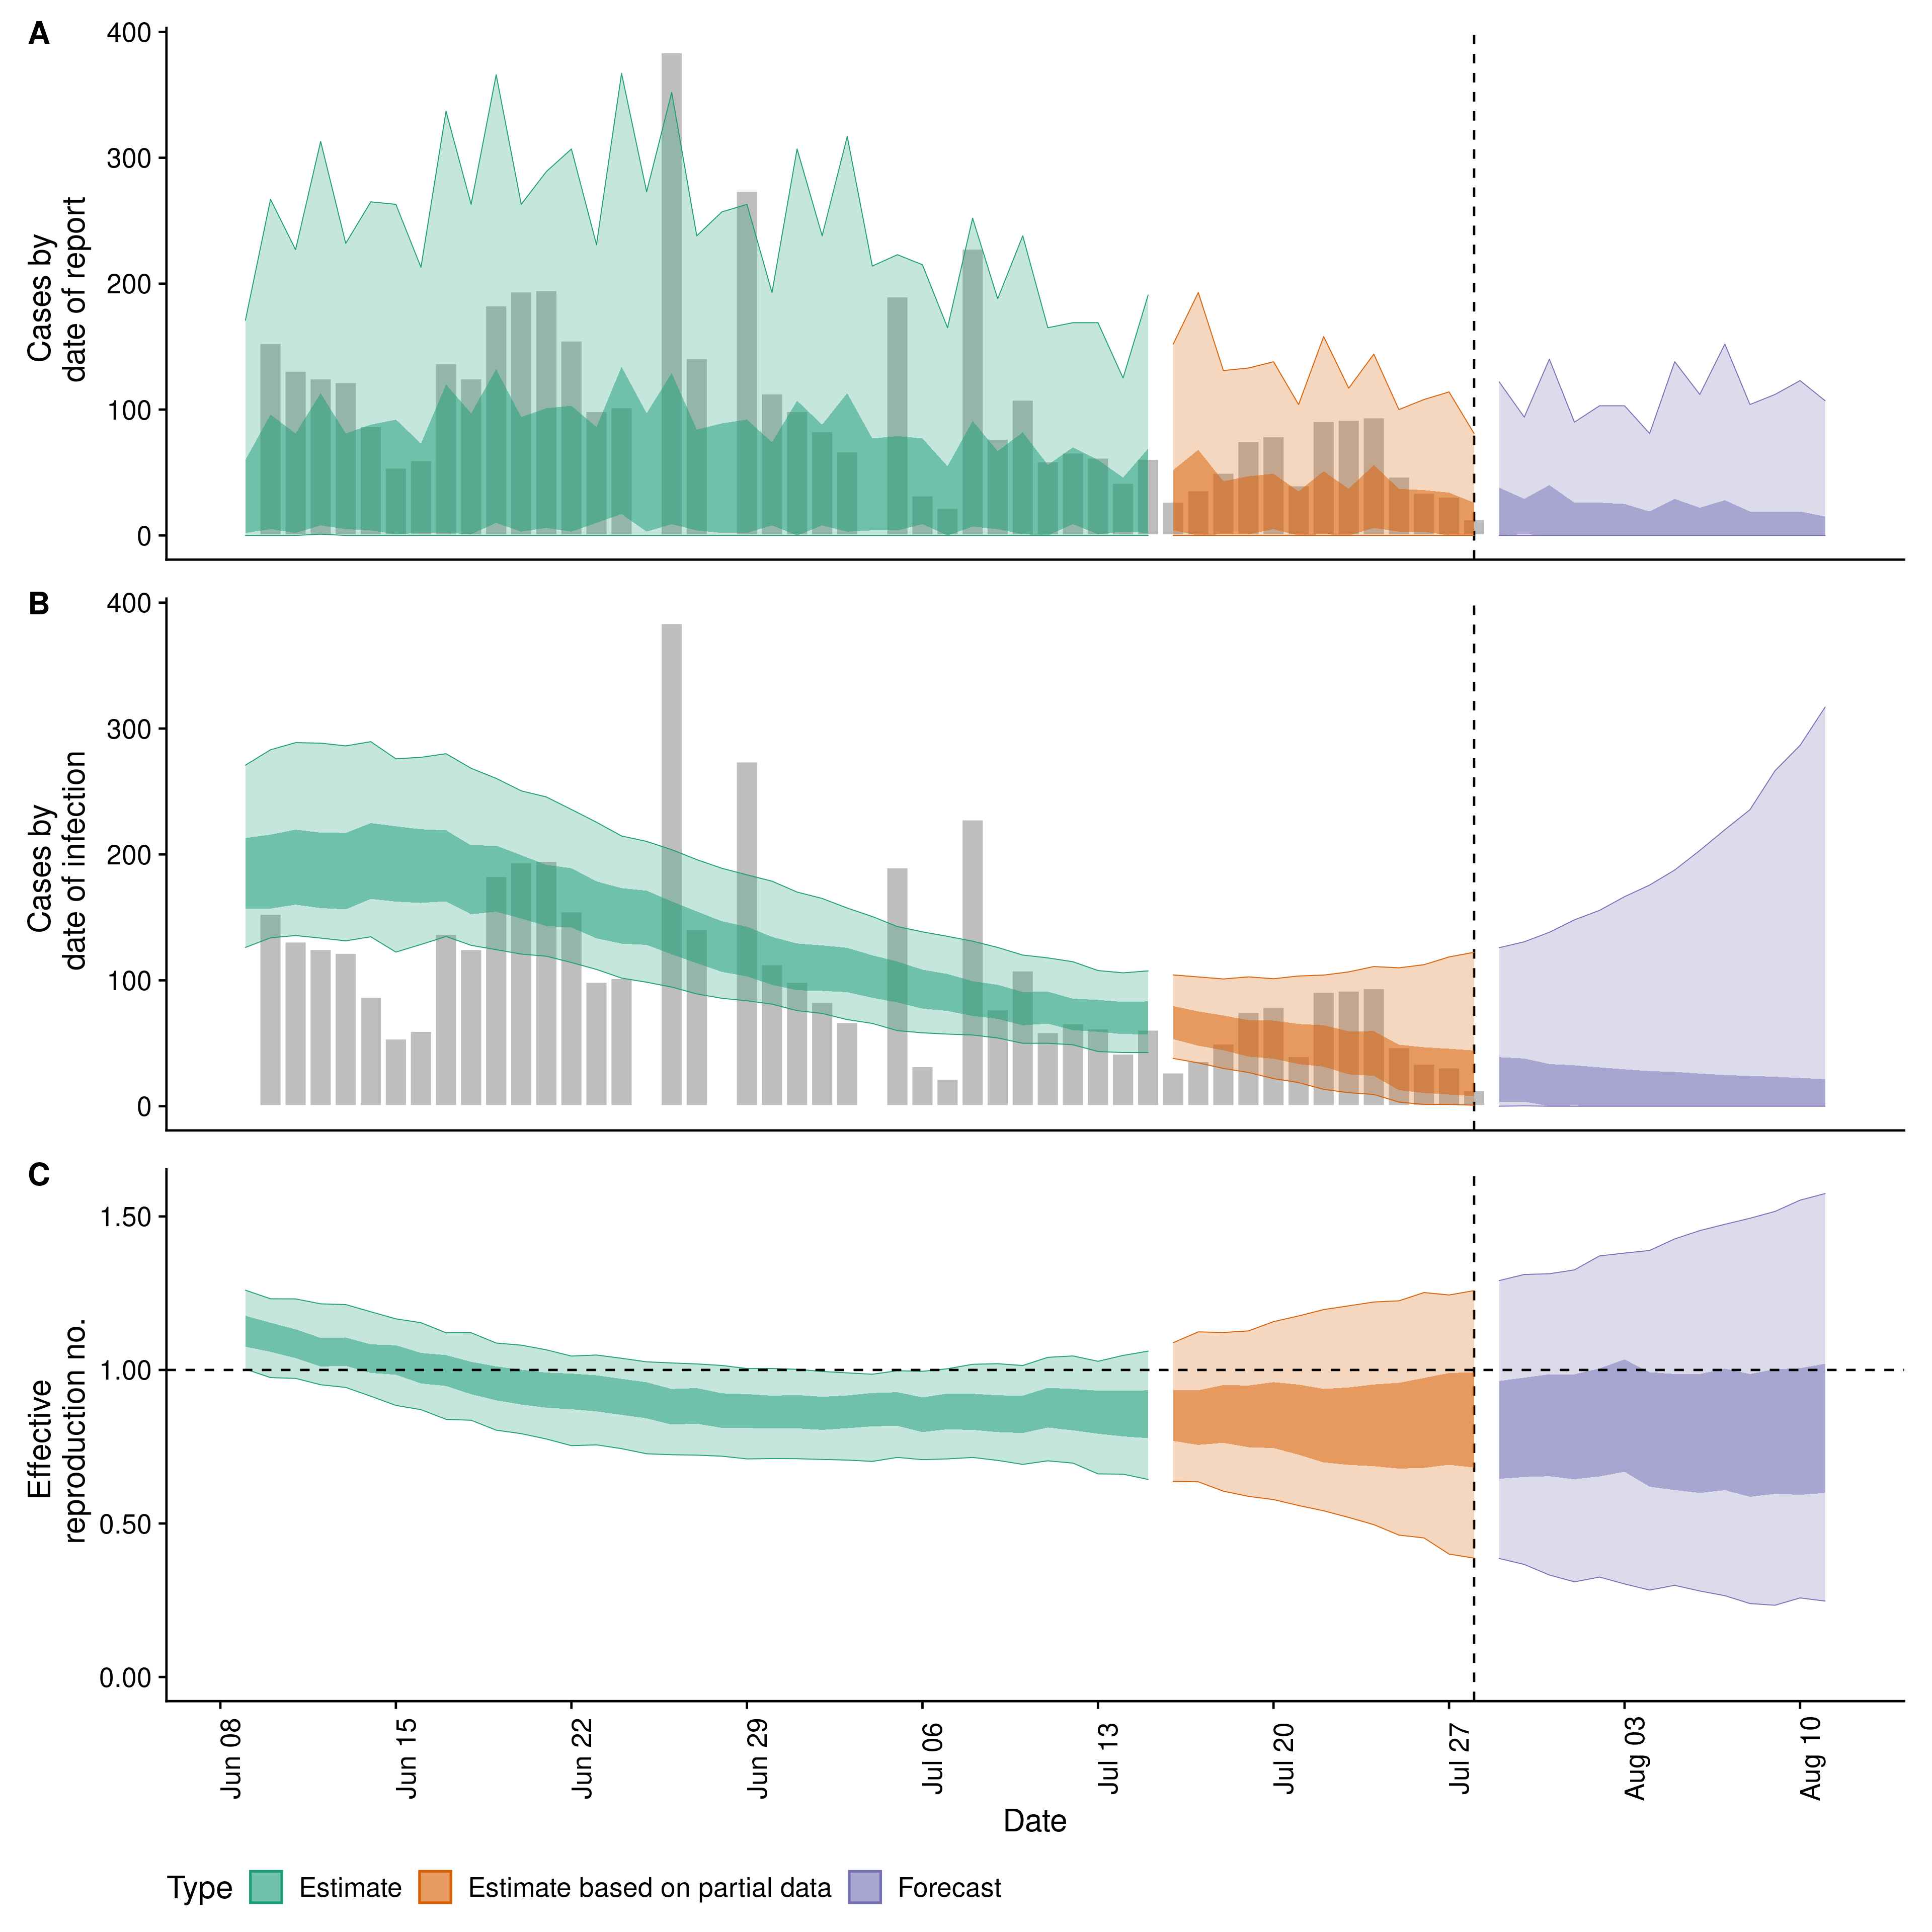 A
400
300
200
100
0
Cases by
date of report
B
400
300
200
100
0
Cases by
date of infection
C
1.50
1.00
0.50
0.00
Effective
reproduction no.
Jun 08
Jun 15
Jun 22
Jun 29
Jul 06
Jul 13
Jul 20
Jul 27
Aug 03
Aug 10
Date
Type
Estimate
Estimate based on partial data
Forecast